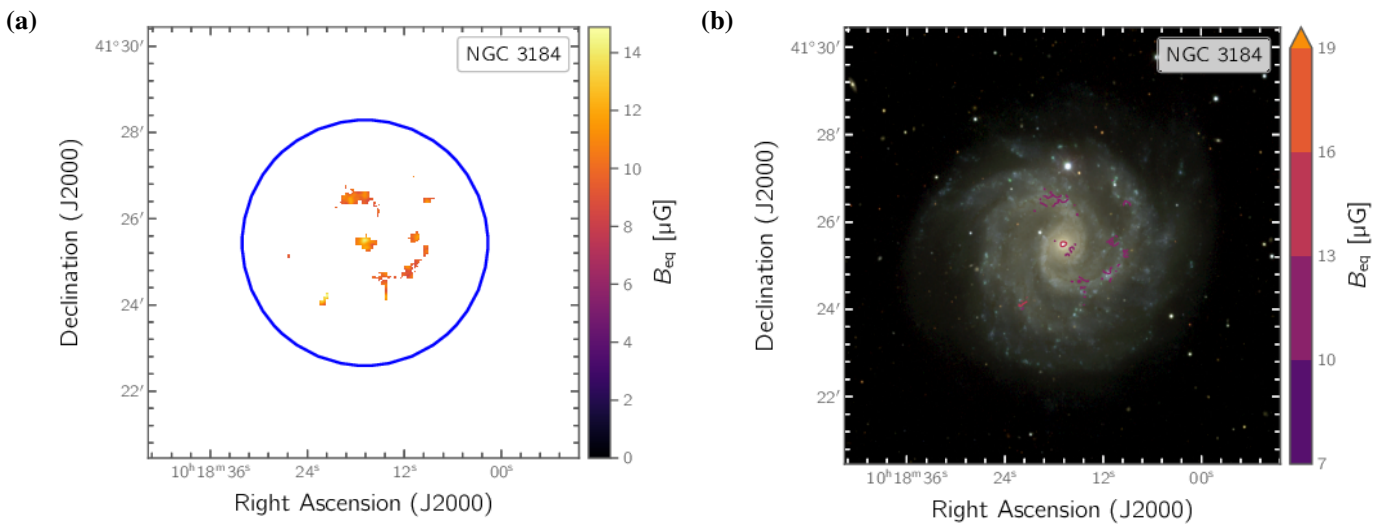 (a)
NGC 3184
41°30′
28′
26′
24′
22′
Declination (J2000)
10ʰ18ᵐ36ˢ
24ˢ
12ˢ
00ˢ
Right Ascension (J2000)
14
12
10
8
6
4
2
0
B_eq [μG]
(b)
NGC 3184
41°30′
28′
26′
24′
22′
Declination (J2000)
10ʰ18ᵐ36ˢ
24ˢ
12ˢ
00ˢ
Right Ascension (J2000)
19
16
13
10
7
B_eq [μG]